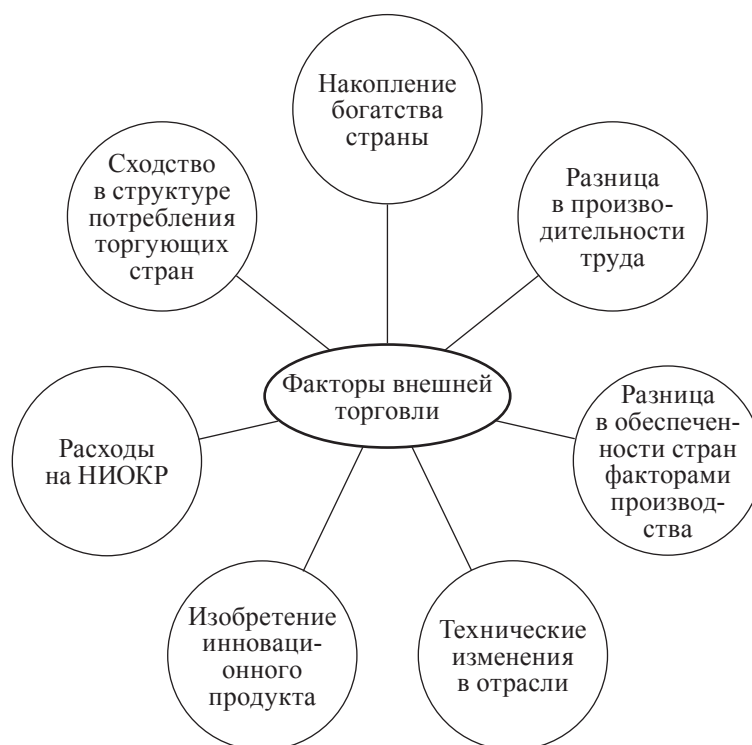 Накопление
богатства
страны
Сходство
в структуре
потребления
торгующих
стран
Разница
в произво-
дительности
труда
Факторы внешней
торговли
Расходы
на НИОКР
Разница
в обеспечен-
ности стран
факторами
производ-
ства
Изобретение
инноваци-
онного
продукта
Технические
изменения
в отрасли